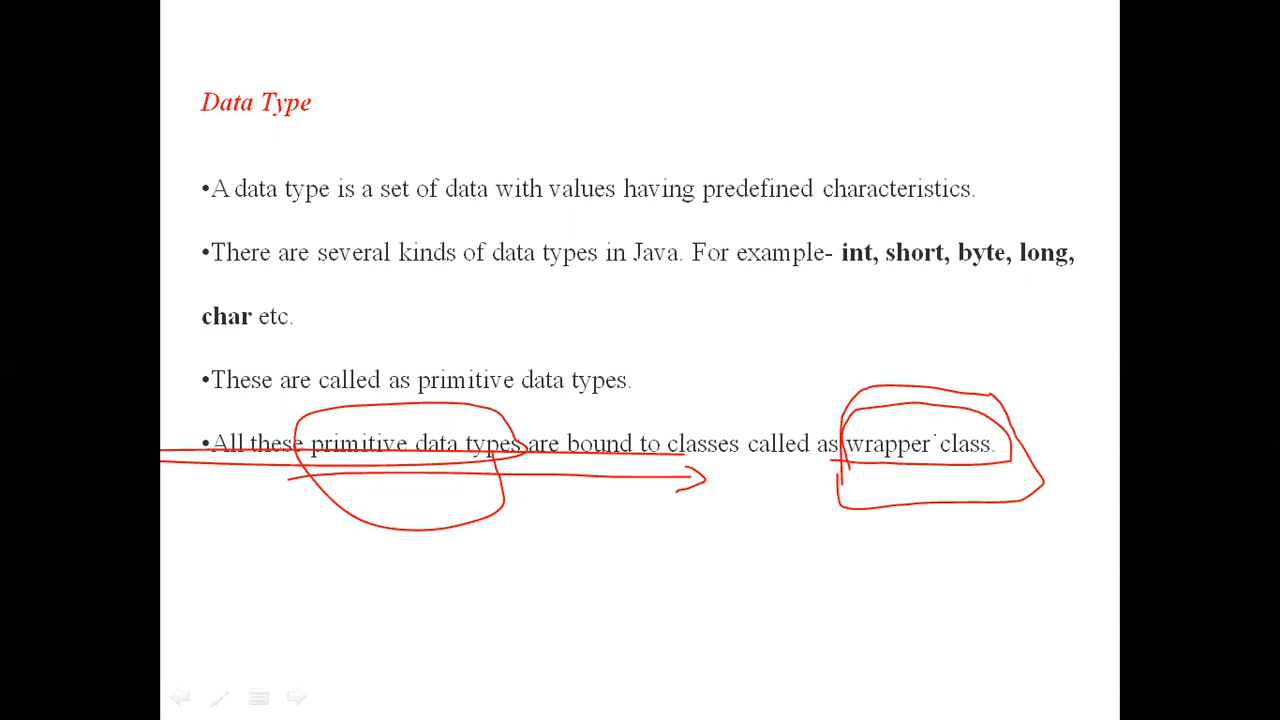 Data Type
•A data type is a set of data with values having predefined characteristics.
•There are several kinds of data types in Java. For example- int, short, byte, long,
char etc.
•These are called as primitive data types.
•All these primitive data types are bound to classes called as wrapper class.